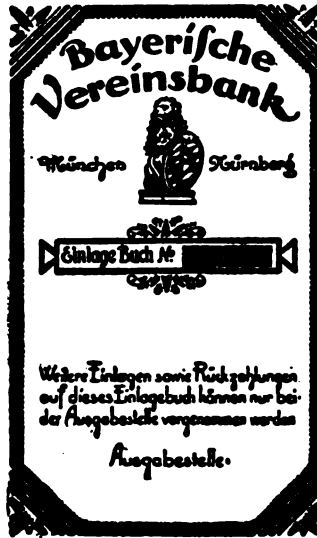 Bayerische
Vereinsbank
München Nürnberg
Einlage Buch Nº
Weitere Einlagen sowie Rückzahlungen
auf dieses Einlagebuch können nur bei-
der Ausgabestelle vorgenommen werden
Ausgabestelle.